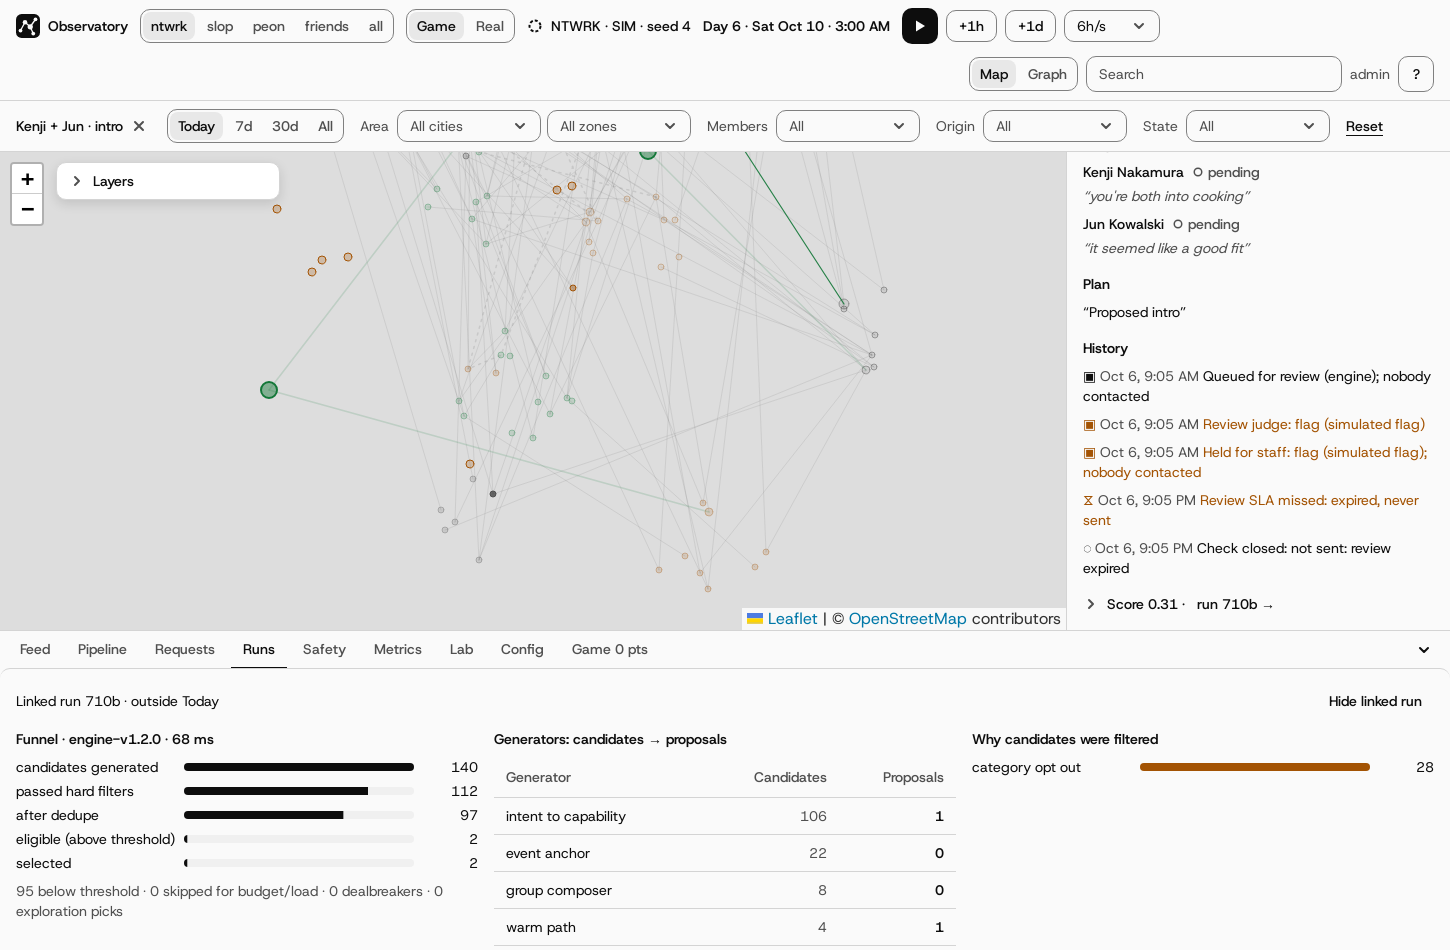 Observatory ntwrk slop peon friends all Game Real NTWRK · SIM · seed 4 Day 6 · Sat Oct 10 · 3:00 AM +1h +1d 6h/s
Map Graph Search admin ?
Kenji + Jun · intro Today 7d 30d All Area All cities All zones Members All Origin All State All Reset
+
−
Layers
Leaflet | © OpenStreetMap contributors
Kenji Nakamura pending
“you're both into cooking”
Jun Kowalski pending
“it seemed like a good fit”
Plan
“Proposed intro”
History
Oct 6, 9:05 AM Queued for review (engine); nobody
contacted
Oct 6, 9:05 AM Review judge: flag (simulated flag)
Oct 6, 9:05 AM Held for staff: flag (simulated flag);
nobody contacted
Oct 6, 9:05 PM Review SLA missed: expired, never
sent
Oct 6, 9:05 PM Check closed: not sent: review
expired
Score 0.31 · run 710b →
Feed Pipeline Requests Runs Safety Metrics Lab Config Game 0 pts
Linked run 710b · outside Today Hide linked run
Funnel · engine-v1.2.0 · 68 ms
candidates generated 140
passed hard filters 112
after dedupe 97
eligible (above threshold) 2
selected 2
95 below threshold · 0 skipped for budget/load · 0 dealbreakers · 0
exploration picks
Generators: candidates → proposals
Generator Candidates Proposals
intent to capability 106 1
event anchor 22 0
group composer 8 0
warm path 4 1
Why candidates were filtered
category opt out 28